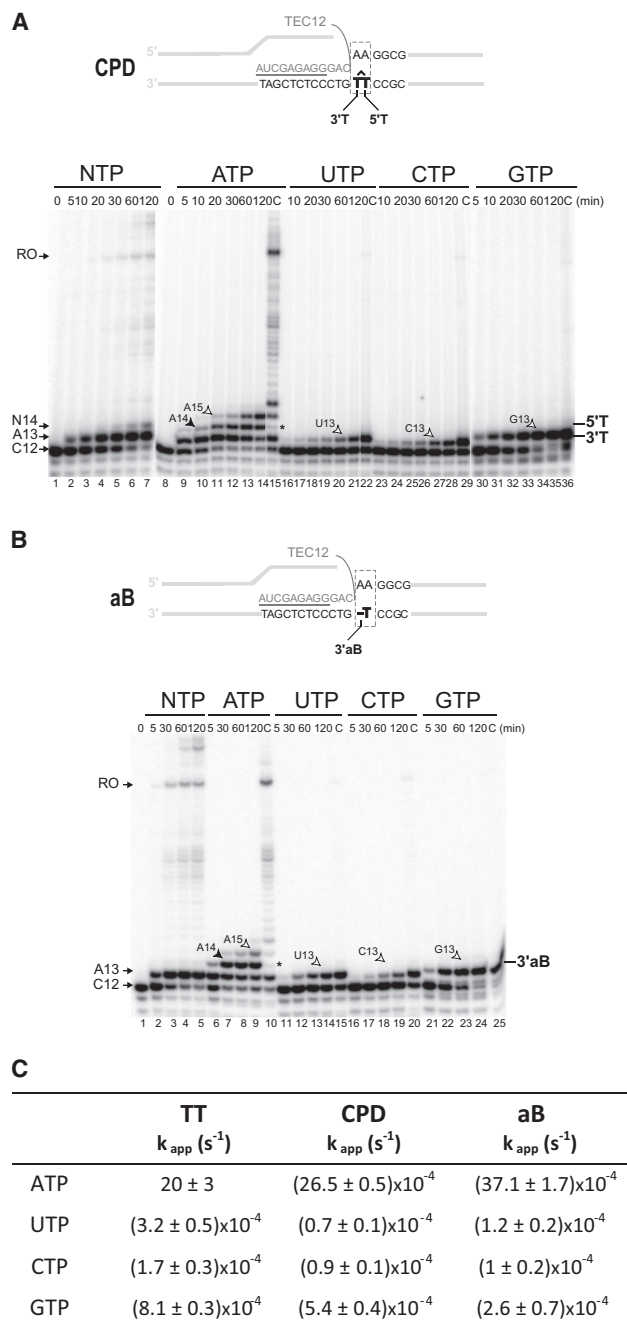 A
TEC12
CPD
5'
AA GGCG
AUCGAGAGGGAC
3'
TAGCTCTCCCTG TT CCGC
3'T 5'T
NTP ATP UTP CTP GTP
0 5 10 20 30 60 120 0 5 10 20 30 60 120 C 10 20 30 60 120 C 10 20 30 60 120 C 5 10 20 30 60 120 C (min)
RO
A15
A14
N14
A13
C12
*
U13
C13
G13
5'T
3'T
1 2 3 4 5 6 7 8 9 10 11 12 13 14 15 16 17 18 19 20 21 22 23 24 25 26 27 28 29 30 31 32 33 34 35 36
B
TEC12
aB
5'
AA GGCG
AUCGAGAGGGAC
3'
TAGCTCTCCCTG -T CCGC
3'aB
NTP ATP UTP CTP GTP
0 5 30 60 120 5 30 60 120 C 5 30 60 120 C 5 30 60 120 C 5 30 60 120 C (min)
RO
A15
A14
A13
C12
*
U13
C13
G13
3'aB
1 2 3 4 5 6 7 8 9 10 11 12 13 14 15 16 17 18 19 20 21 22 23 24 25
C
TT CPD aB
k app (s-1) k app (s-1) k app (s-1)
ATP 20 ± 3 (26.5 ± 0.5)x10-4 (37.1 ± 1.7)x10-4
UTP (3.2 ± 0.5)x10-4 (0.7 ± 0.1)x10-4 (1.2 ± 0.2)x10-4
CTP (1.7 ± 0.3)x10-4 (0.9 ± 0.1)x10-4 (1 ± 0.2)x10-4
GTP (8.1 ± 0.3)x10-4 (5.4 ± 0.4)x10-4 (2.6 ± 0.7)x10-4